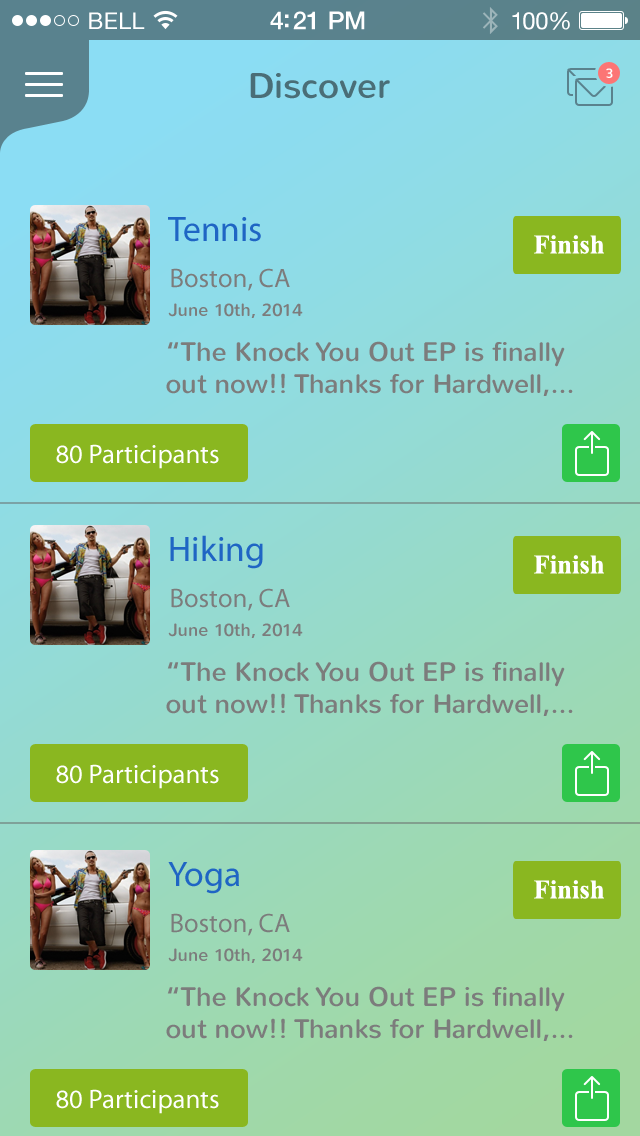 BELL 4:21 PM 100%
Discover 3
Tennis
Finish
Boston, CA
June 10th, 2014
“The Knock You Out EP is finally
out now!! Thanks for Hardwell,...
80 Participants
Hiking
Finish
Boston, CA
June 10th, 2014
“The Knock You Out EP is finally
out now!! Thanks for Hardwell,...
80 Participants
Yoga
Finish
Boston, CA
June 10th, 2014
“The Knock You Out EP is finally
out now!! Thanks for Hardwell,...
80 Participants